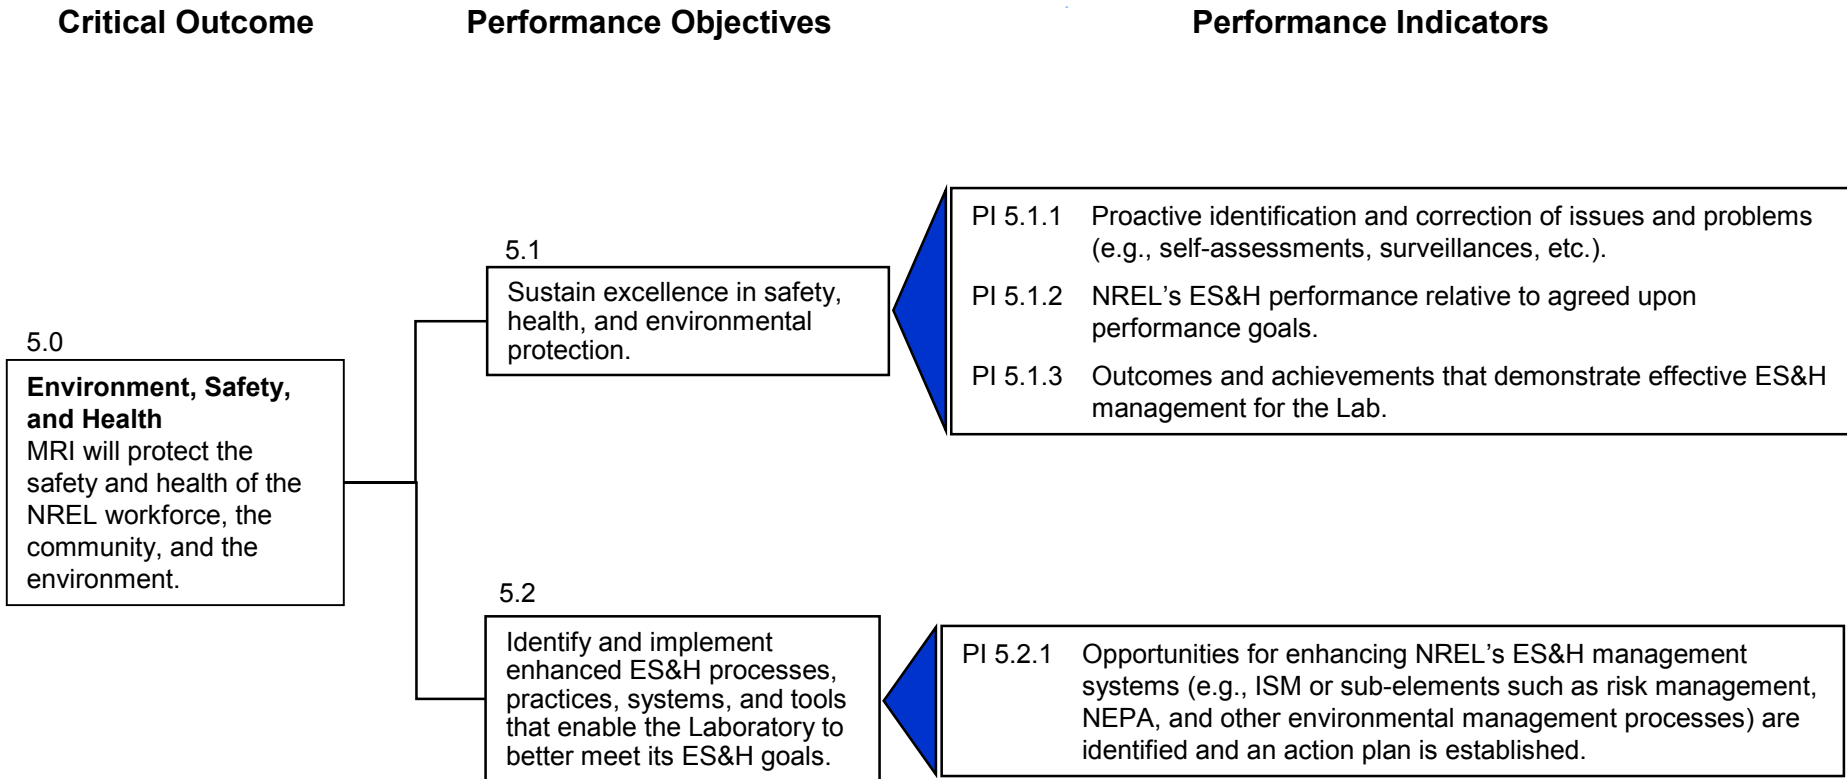 Critical Outcome
Performance Objectives
Performance Indicators
5.0
Environment, Safety,
and Health
MRI will protect the
safety and health of the
NREL workforce, the
community, and the
environment.
5.1
Sustain excellence in safety,
health, and environmental
protection.
PI 5.1.1 Proactive identification and correction of issues and problems
(e.g., self-assessments, surveillances, etc.).
PI 5.1.2 NREL’s ES&H performance relative to agreed upon
performance goals.
PI 5.1.3 Outcomes and achievements that demonstrate effective ES&H
management for the Lab.
5.2
Identify and implement
enhanced ES&H processes,
practices, systems, and tools
that enable the Laboratory to
better meet its ES&H goals.
PI 5.2.1 Opportunities for enhancing NREL’s ES&H management
systems (e.g., ISM or sub-elements such as risk management,
NEPA, and other environmental management processes) are
identified and an action plan is established.